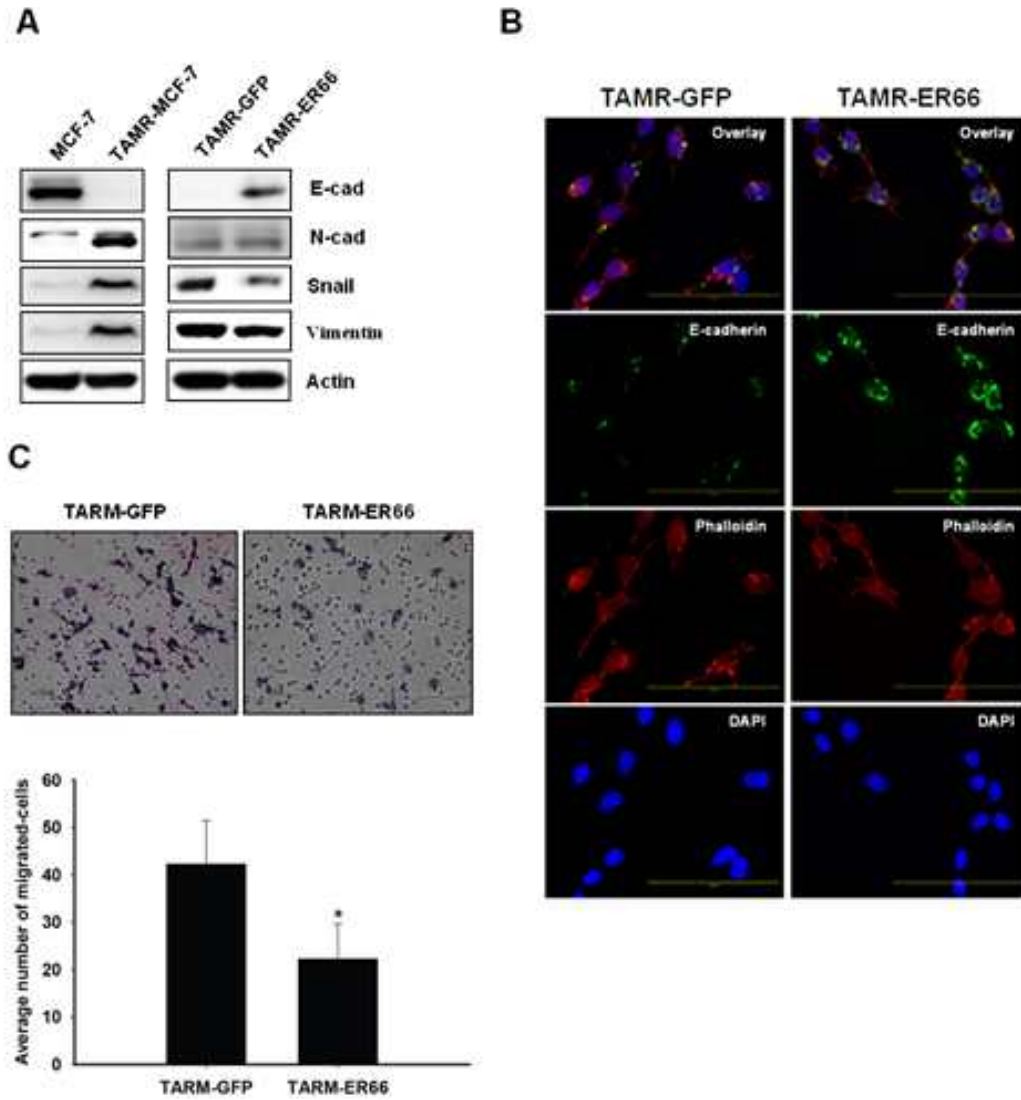 A
MCF-7
TAMR-MCF-7
TAMR-GFP
TAMR-ER66
E-cad
N-cad
Snail
Vimentin
Actin
B
TAMR-GFP
TAMR-ER66
Overlay
Overlay
E-cadherin
E-cadherin
Phalloidin
Phalloidin
DAPI
DAPI
C
TARM-GFP
TARM-ER66
Average number of migrated-cells
60
50
40
30
20
10
0
*
TARM-GFP
TARM-ER66